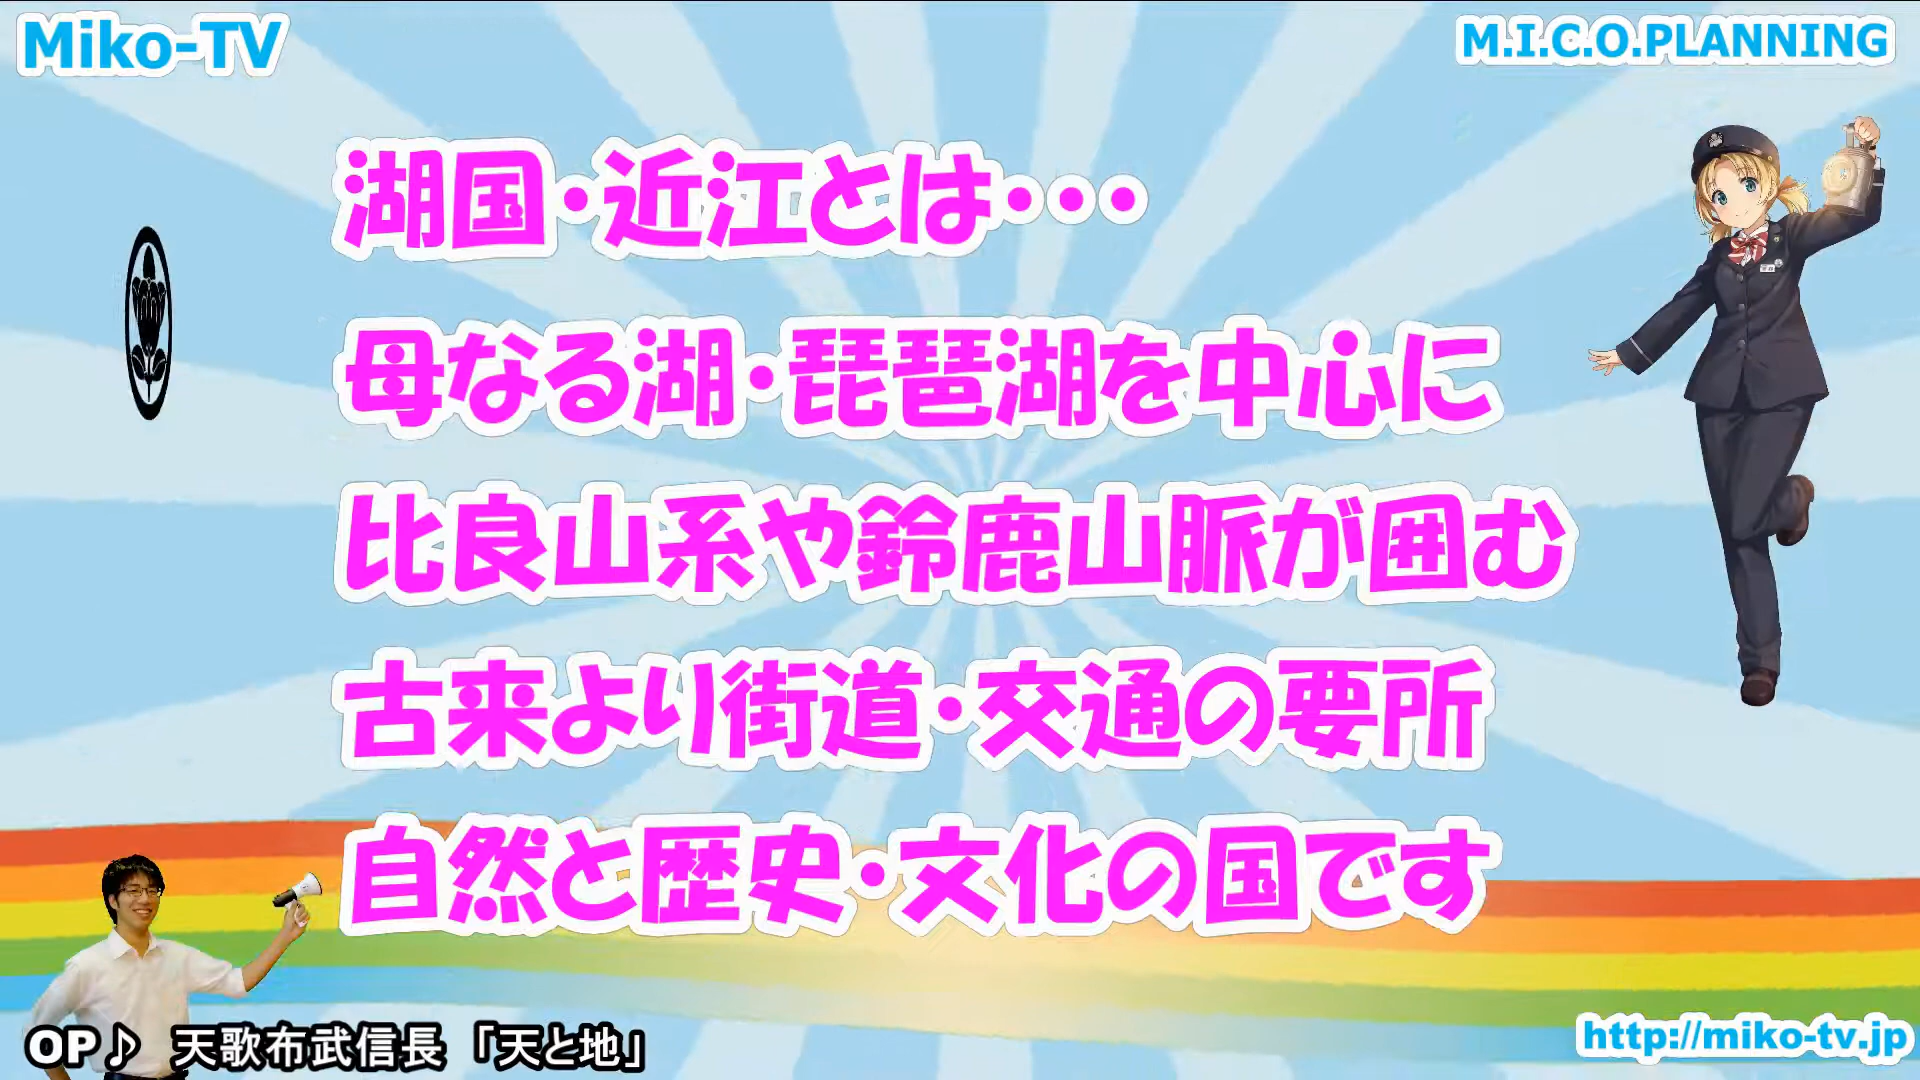 Miko-TV
M.I.C.O.PLANNING
湖国・近江とは・・・
母なる湖・琵琶湖を中心に
比良山系や鈴鹿山脈が囲む
古来より街道・交通の要所
自然と歴史・文化の国です
OP♪ 天歌布武信長 「天と地」
http://miko-tv.jp